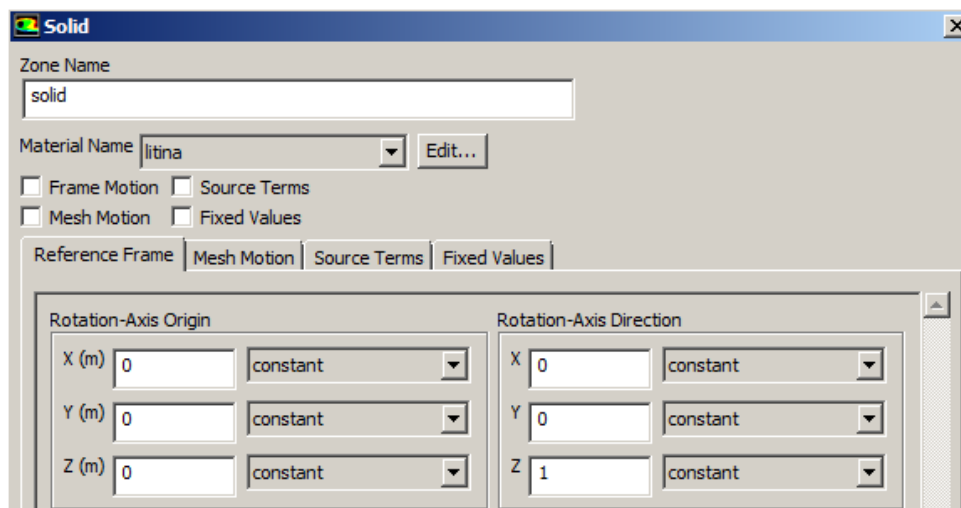 Solid
Zone Name
solid
Material Name litina Edit...
Frame Motion Source Terms
Mesh Motion Fixed Values
Reference Frame Mesh Motion Source Terms Fixed Values
Rotation-Axis Origin Rotation-Axis Direction
X (m) 0 constant X 0 constant
Y (m) 0 constant Y 0 constant
Z (m) 0 constant Z 1 constant